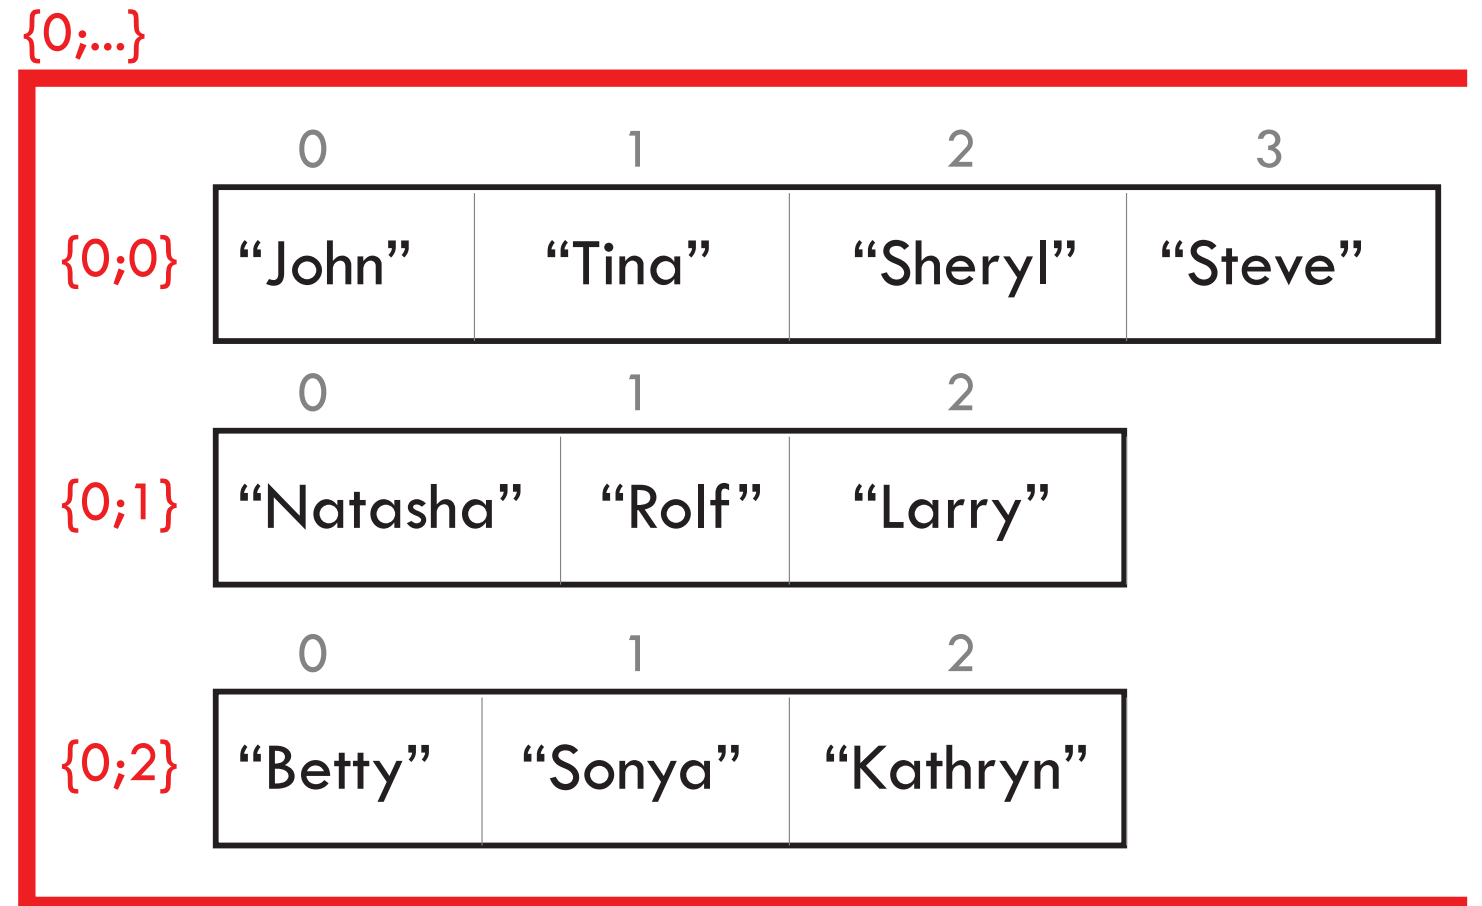 {0;...}
0 1 2 3
{0;0} “John” “Tina” “Sheryl” “Steve”
0 1 2
{0;1} “Natasha” “Rolf” “Larry”
0 1 2
{0;2} “Betty” “Sonya” “Kathryn”